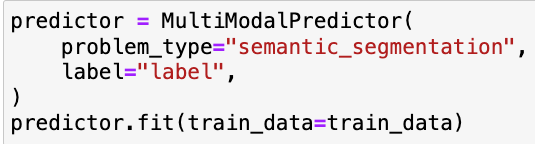 predictor = MultiModalPredictor(
    problem_type="semantic_segmentation",
    label="label",
)
predictor.fit(train_data=train_data)